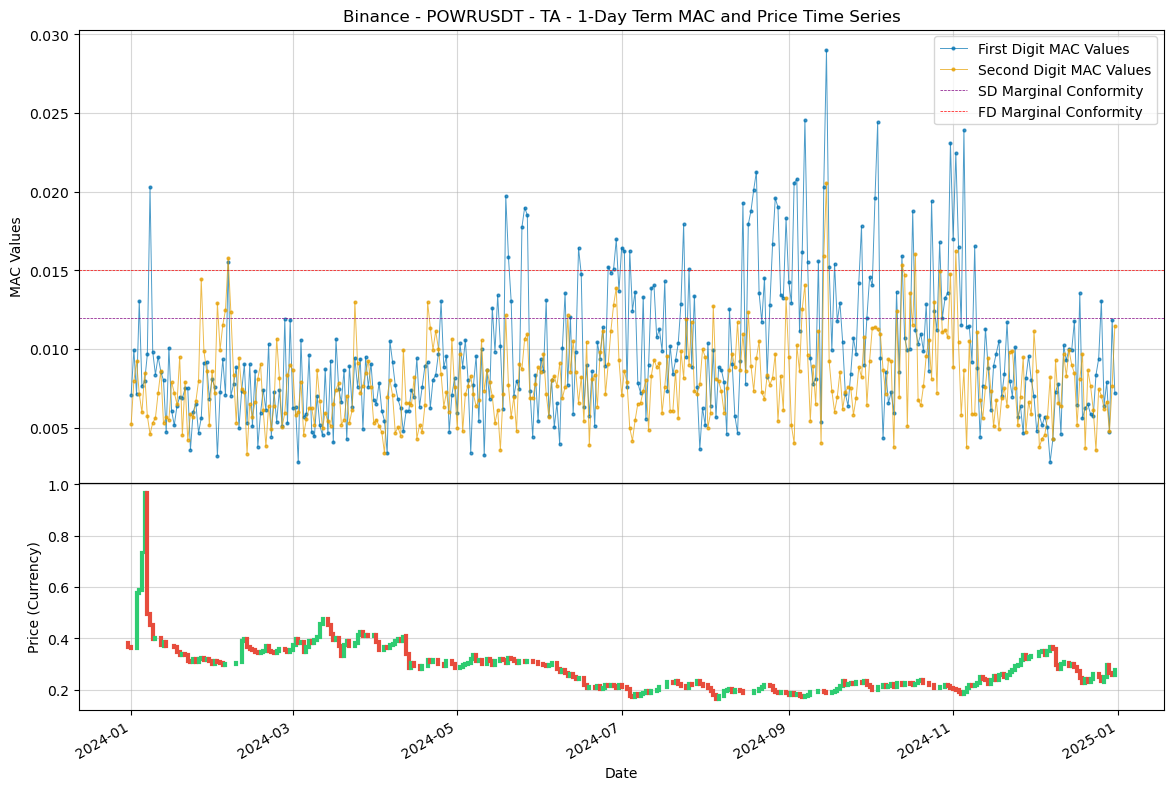 Binance - POWRUSDT - TA - 1-Day Term MAC and Price Time Series
0.030
0.025
0.020
0.015
0.010
0.005
MAC Values
First Digit MAC Values
Second Digit MAC Values
SD Marginal Conformity
FD Marginal Conformity
1.0
0.8
0.6
0.4
0.2
Price (Currency)
2024-01
2024-03
2024-05
2024-07
2024-09
2024-11
2025-01
Date